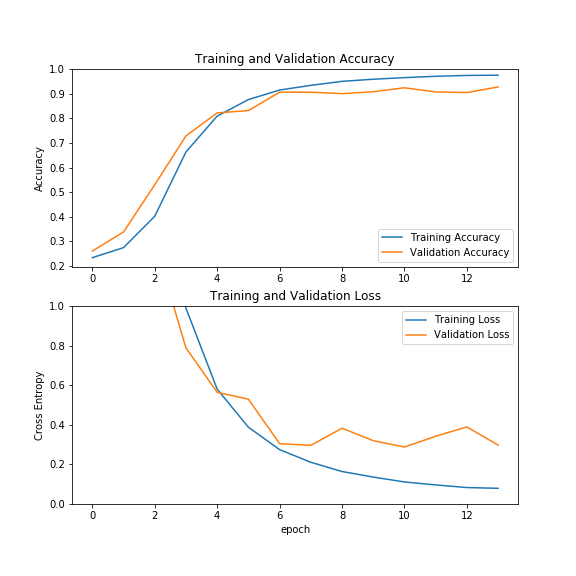 Training and Validation Accuracy
1.0
0.9
0.8
0.7
0.6
0.5
0.4
0.3
0.2
Accuracy
Training Accuracy
Validation Accuracy
0 2 4 6 8 10 12
Training and Validation Loss
1.0
0.8
0.6
0.4
0.2
0.0
Cross Entropy
Training Loss
Validation Loss
0 2 4 6 8 10 12
epoch